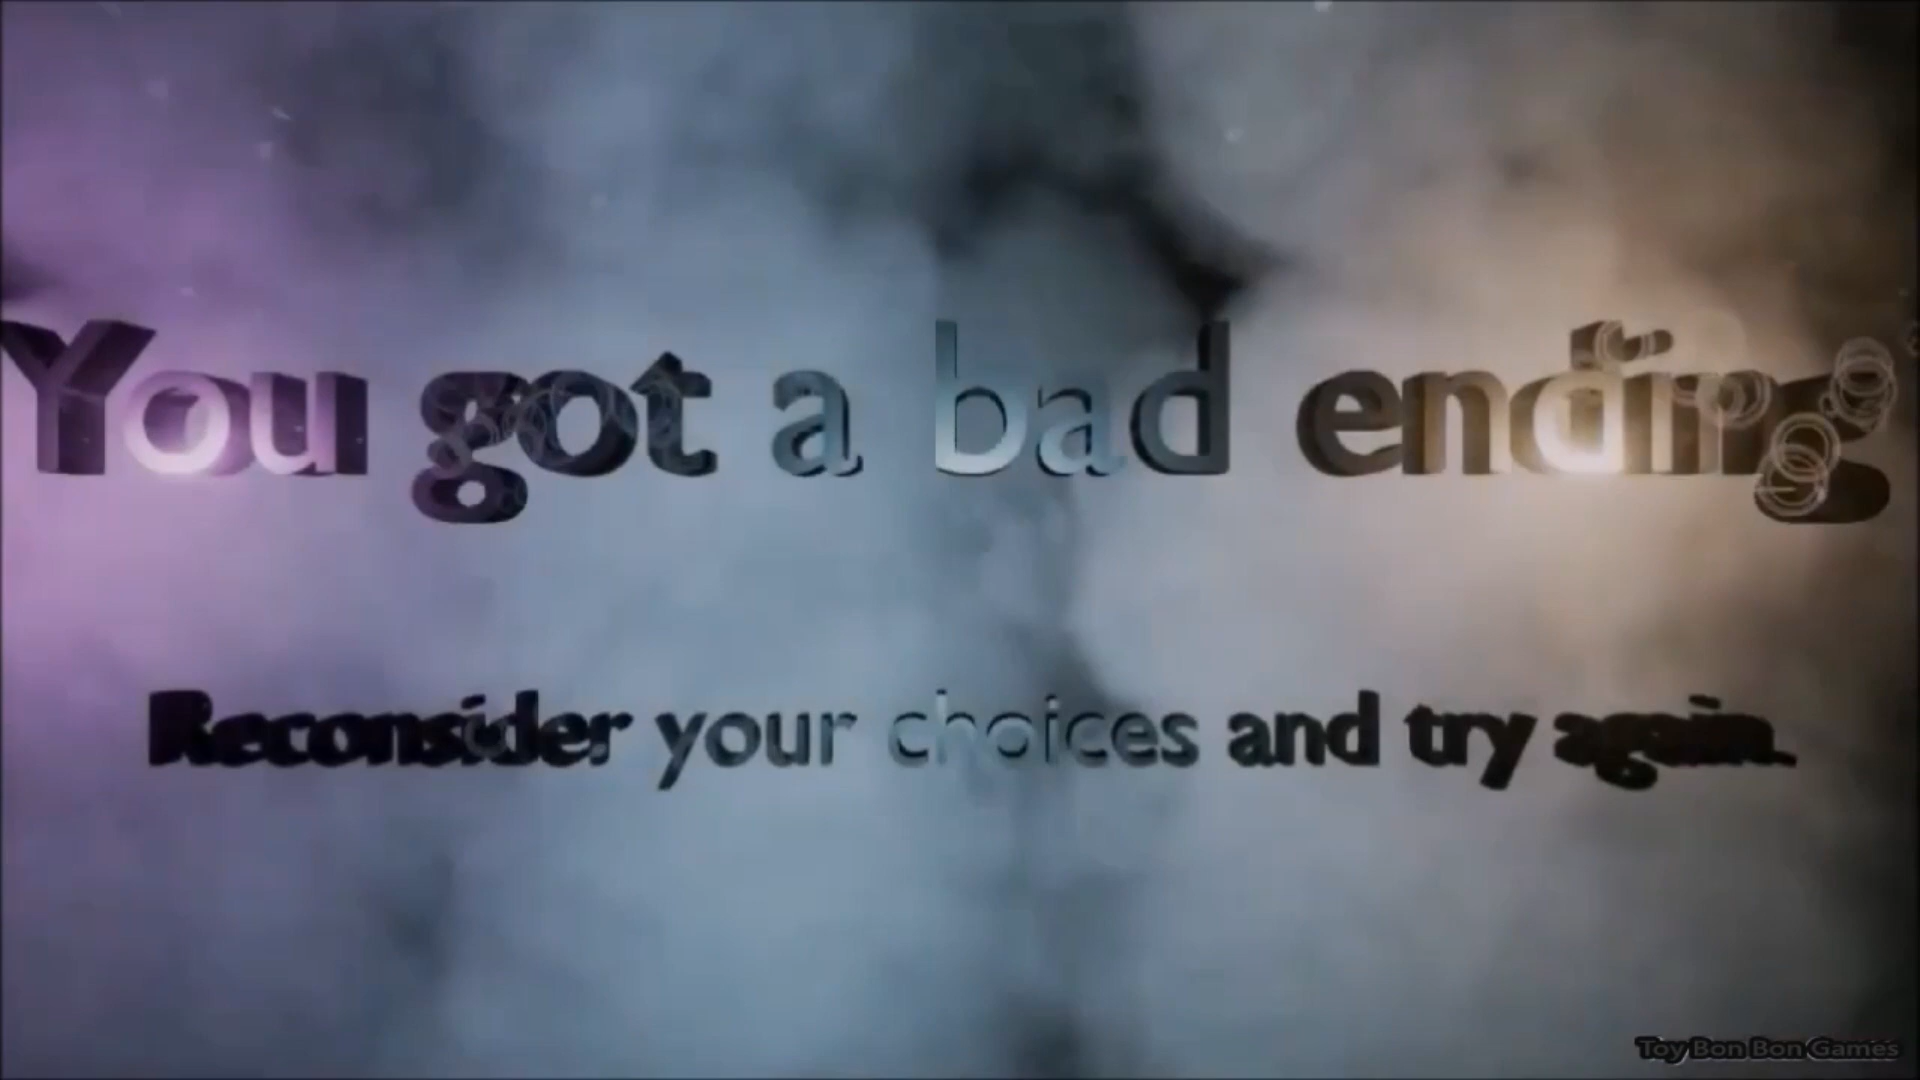 You got a bad ending
Reconsider your choices and try again.
Toy Bon Bon Games